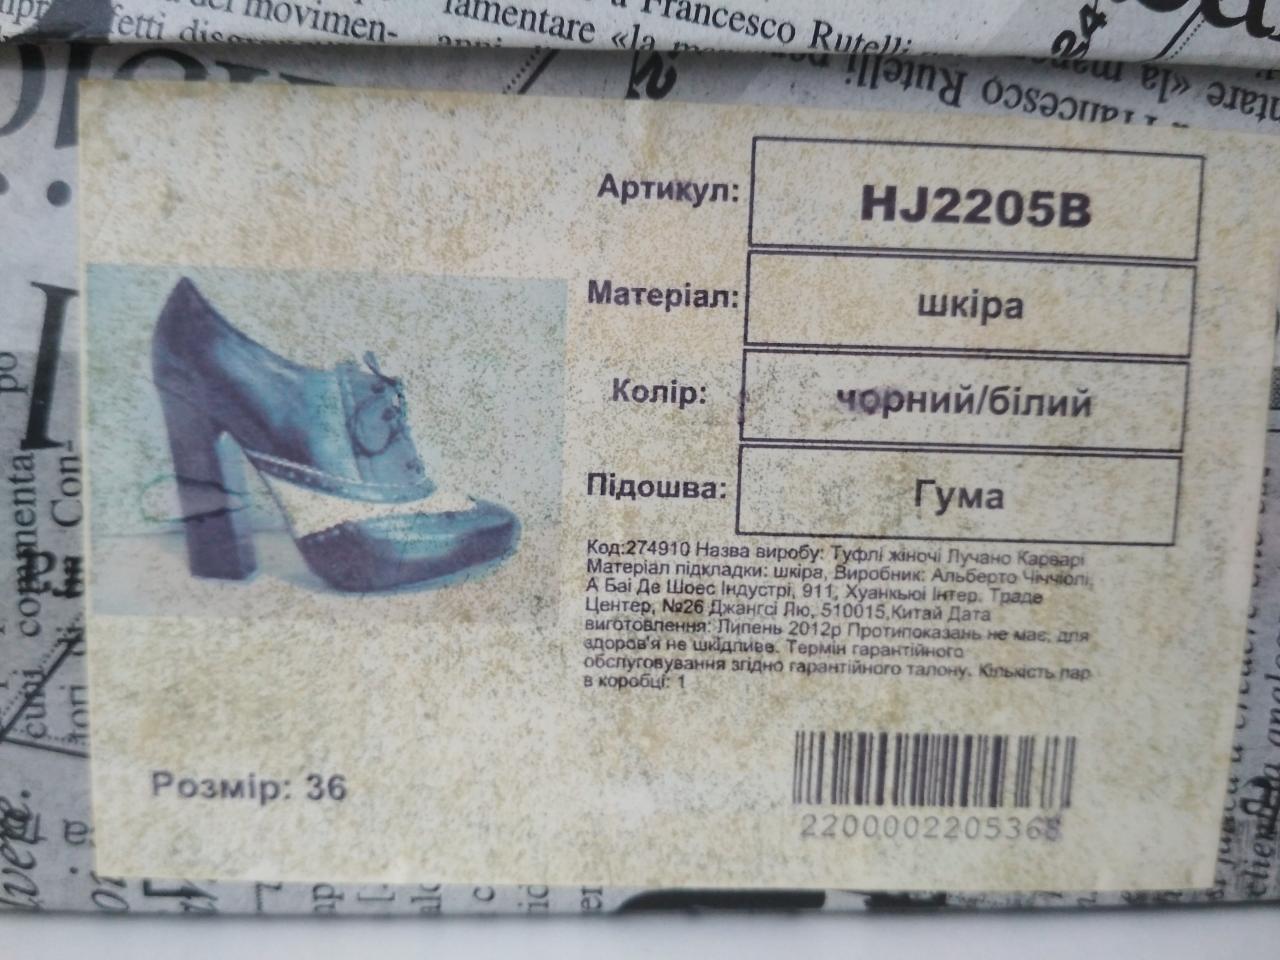 del movimen-
lamentare «la
Francesco Rutelli
Артикул: HJ2205B
Матеріал: шкіра
Колір: чорний/білий
Підошва: Гума
Код:274910 Назва виробу: Туфлі жіночі Лучано Карварі
Матеріал підкладки: шкіра, Виробник: Альберто Чіччіолі,
А Баі Де Шоес Індустрі, 911, Хуанкьюі Інтер. Траде
Центер, №26 Джангсі Лю, 510015,Китай Дата
виготовлення: Липень 2012р Протипоказань не має, для
здоров'я не шкідливе. Термін гарантійного
обслуговування згідно гарантійного талону. Кількість пар
в коробці: 1
Розмір: 36
2200002205368